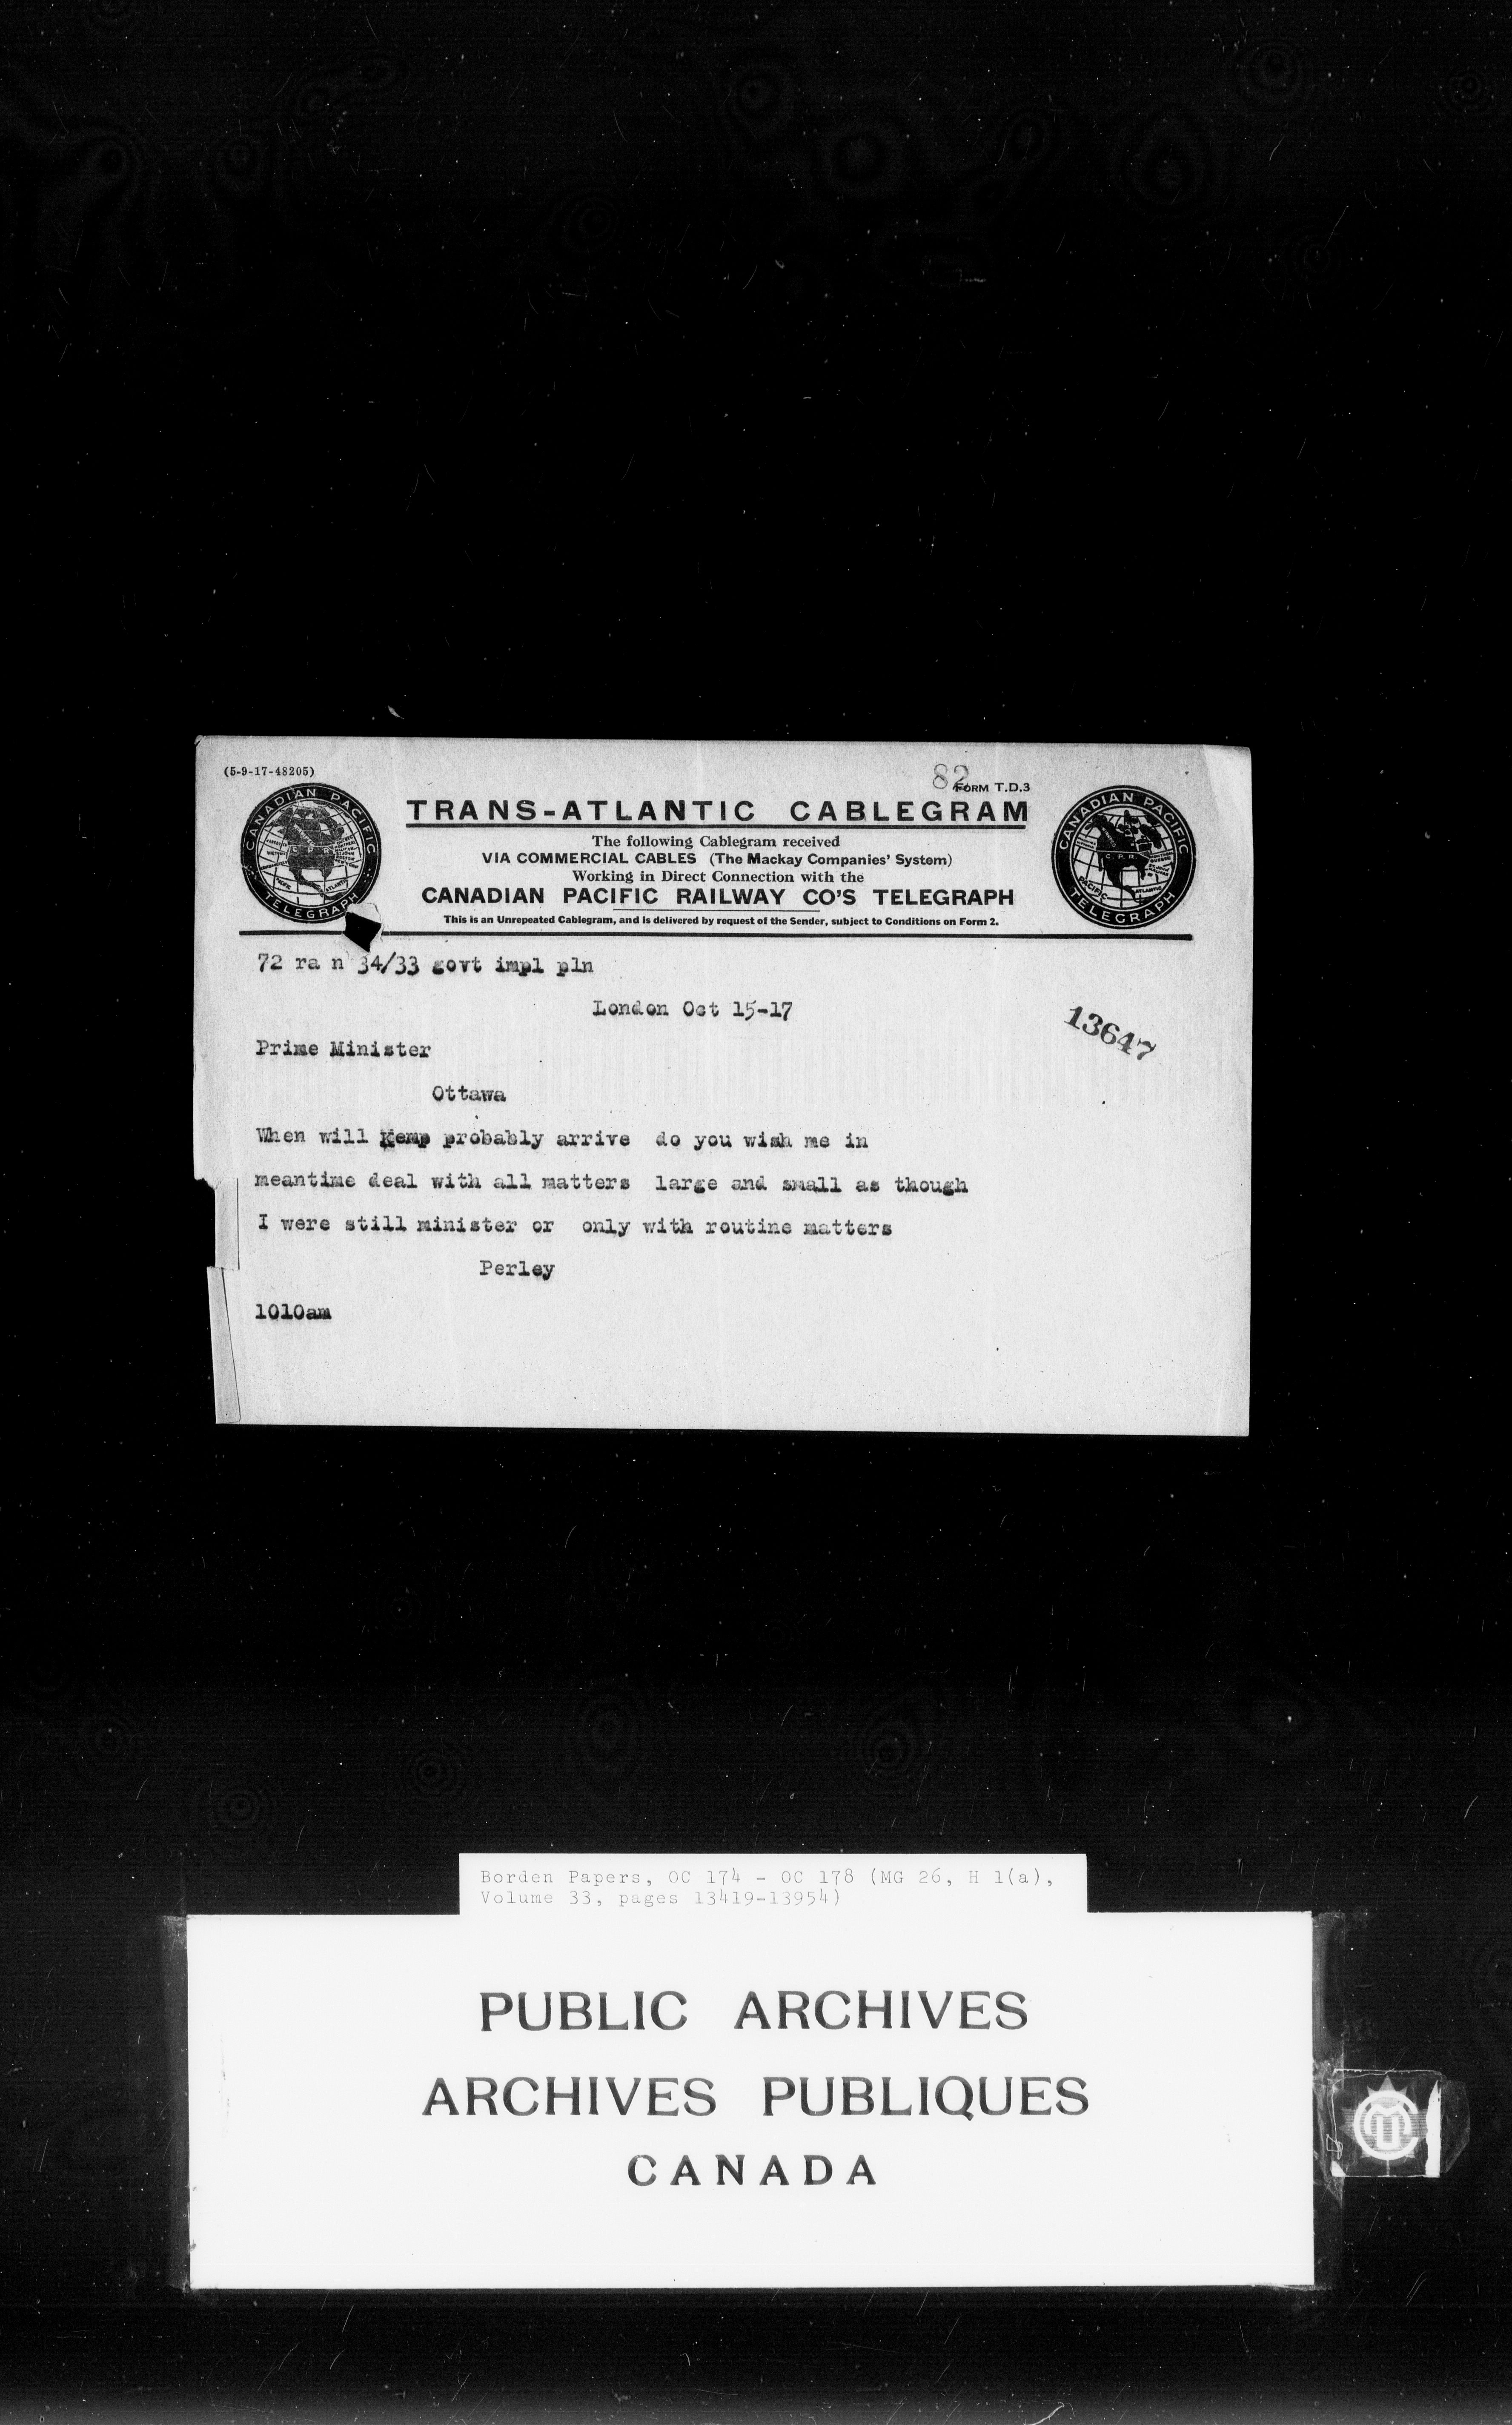 (5-9-17-48205)
82
FORM T.D.3
TRANS-ATLANTIC CABLEGRAM
The following Cablegram received
VIA COMMERCIAL CABLES (The Mackay Companies' System)
Working in Direct Connection with the
CANADIAN PACIFIC RAILWAY CO'S TELEGRAPH
This is an Unrepeated Cablegram, and is delivered by request of the Sender, subject to Conditions on Form 2.
CANADIAN PACIFIC TELEGRAPH
C.P.R.
PACIFIC
ATLANTIC
CANADIAN PACIFIC TELEGRAPH
C.P.R.
PACIFIC
ATLANTIC
72 ra n 34/33 govt impl pln
London Oct 15-17
13647
Prime Minister
Ottawa
When will Kemp probably arrive do you wish me in
meantime deal with all matters large and small as though
I were still minister or only with routine matters
Perley
1010am
Borden Papers, OC 174 - OC 178 (MG 26, H 1(a),
Volume 33, pages 13419-13954)
PUBLIC ARCHIVES
ARCHIVES PUBLIQUES
CANADA